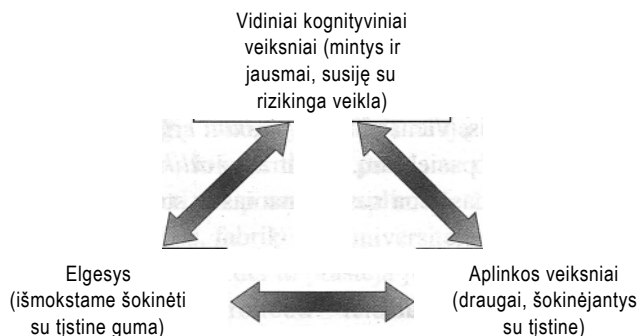 Vidiniai kognityviniai
veiksniai (mintys ir
jausmai, susiję su
rizikinga veikla)
Elgesys
(išmokstame šokinėti
su tįstine guma)
Aplinkos veiksniai
(draugai, šokinėjantys
su tįstine)